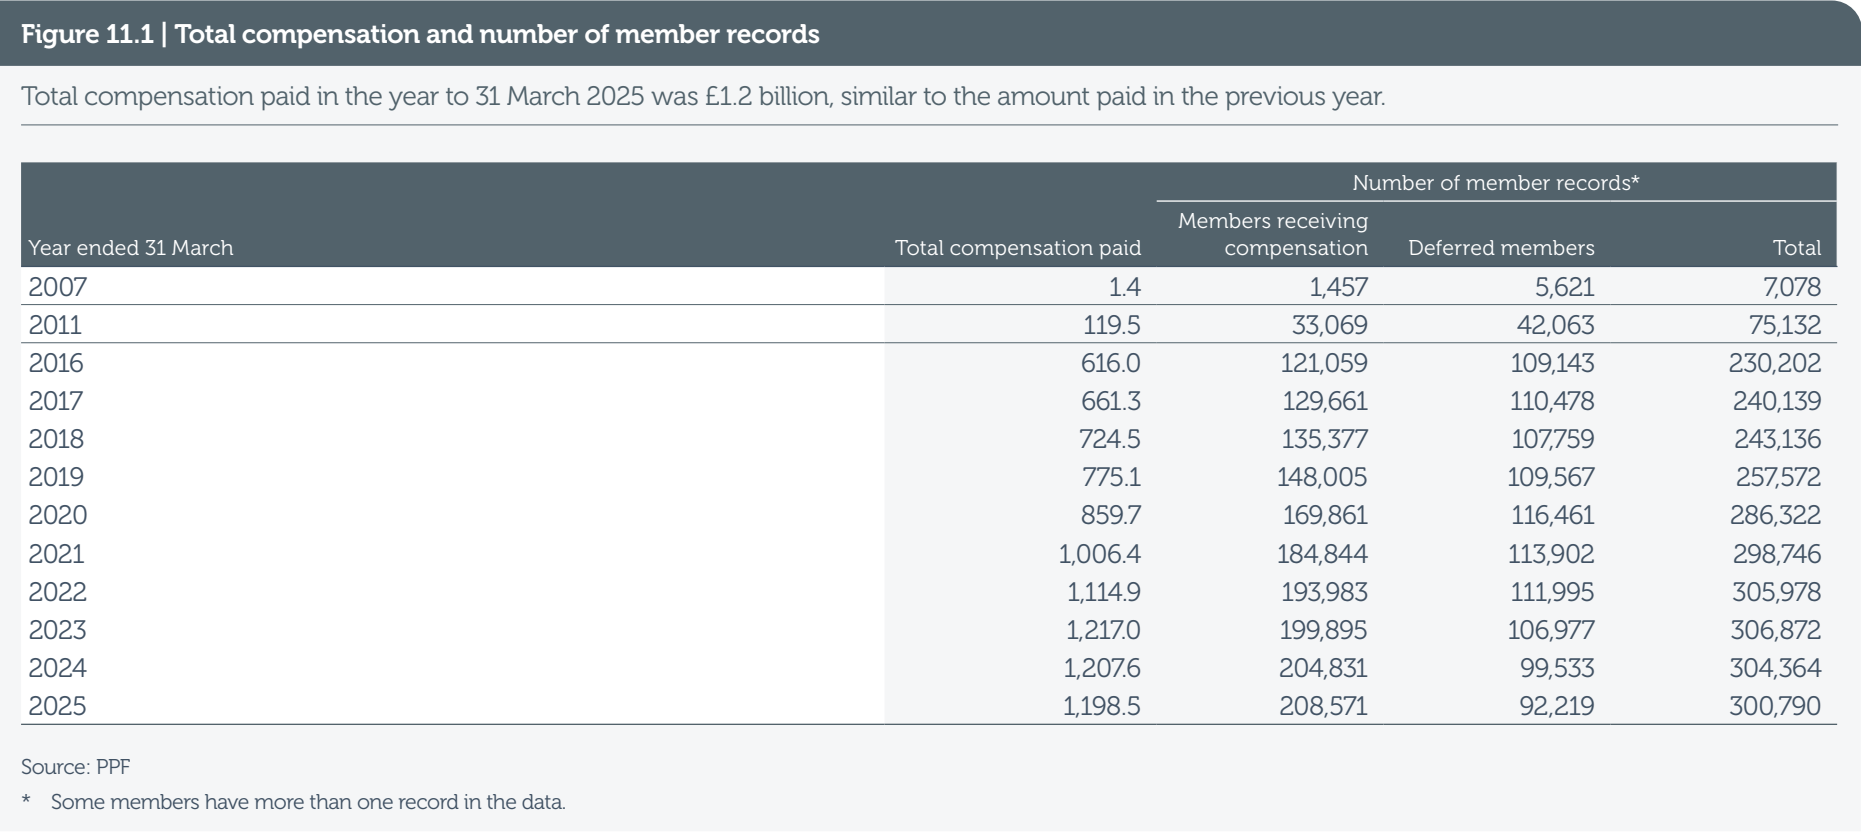 Figure 11.1 | Total compensation and number of member records
Total compensation paid in the year to 31 March 2025 was £1.2 billion, similar to the amount paid in the previous year.
Number of member records*
Members receiving
Year ended 31 March Total compensation paid compensation Deferred members Total
2007 1.4 1,457 5,621 7,078
2011 119.5 33,069 42,063 75,132
2016 616.0 121,059 109,143 230,202
2017 661.3 129,661 110,478 240,139
2018 724.5 135,377 107,759 243,136
2019 775.1 148,005 109,567 257,572
2020 859.7 169,861 116,461 286,322
2021 1,006.4 184,844 113,902 298,746
2022 1,114.9 193,983 111,995 305,978
2023 1,217.0 199,895 106,977 306,872
2024 1,207.6 204,831 99,533 304,364
2025 1,198.5 208,571 92,219 300,790
Source: PPF
* Some members have more than one record in the data.